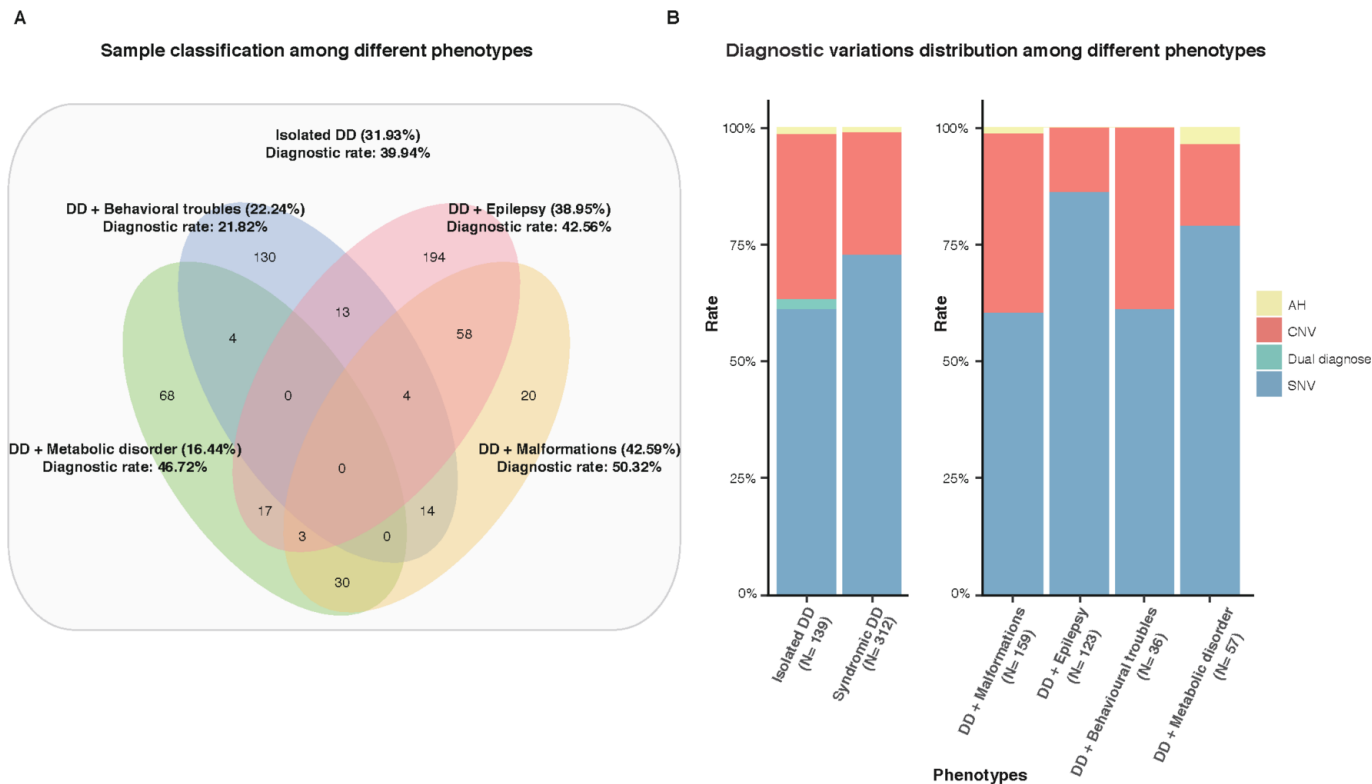 A
Sample classification among different phenotypes
Isolated DD (31.93%)
Diagnostic rate: 39.94%
DD + Behavioral troubles (22.24%)
Diagnostic rate: 21.82%
DD + Epilepsy (38.95%)
Diagnostic rate: 42.56%
130
194
13
4
58
68
0
4
20
DD + Metabolic disorder (16.44%)
Diagnostic rate: 46.72%
DD + Malformations (42.59%)
Diagnostic rate: 50.32%
0
17
14
3
0
30
B
Diagnostic variations distribution among different phenotypes
Rate
100%
75%
50%
25%
0%
Isolated DD
(N= 139)
Syndromic DD
(N= 312)
Rate
100%
75%
50%
25%
0%
DD + Malformations
(N= 159)
DD + Epilepsy
(N= 123)
DD + Behavioural troubles
(N= 36)
DD + Metabolic disorder
(N= 57)
Phenotypes
AH
CNV
Dual diagnose
SNV